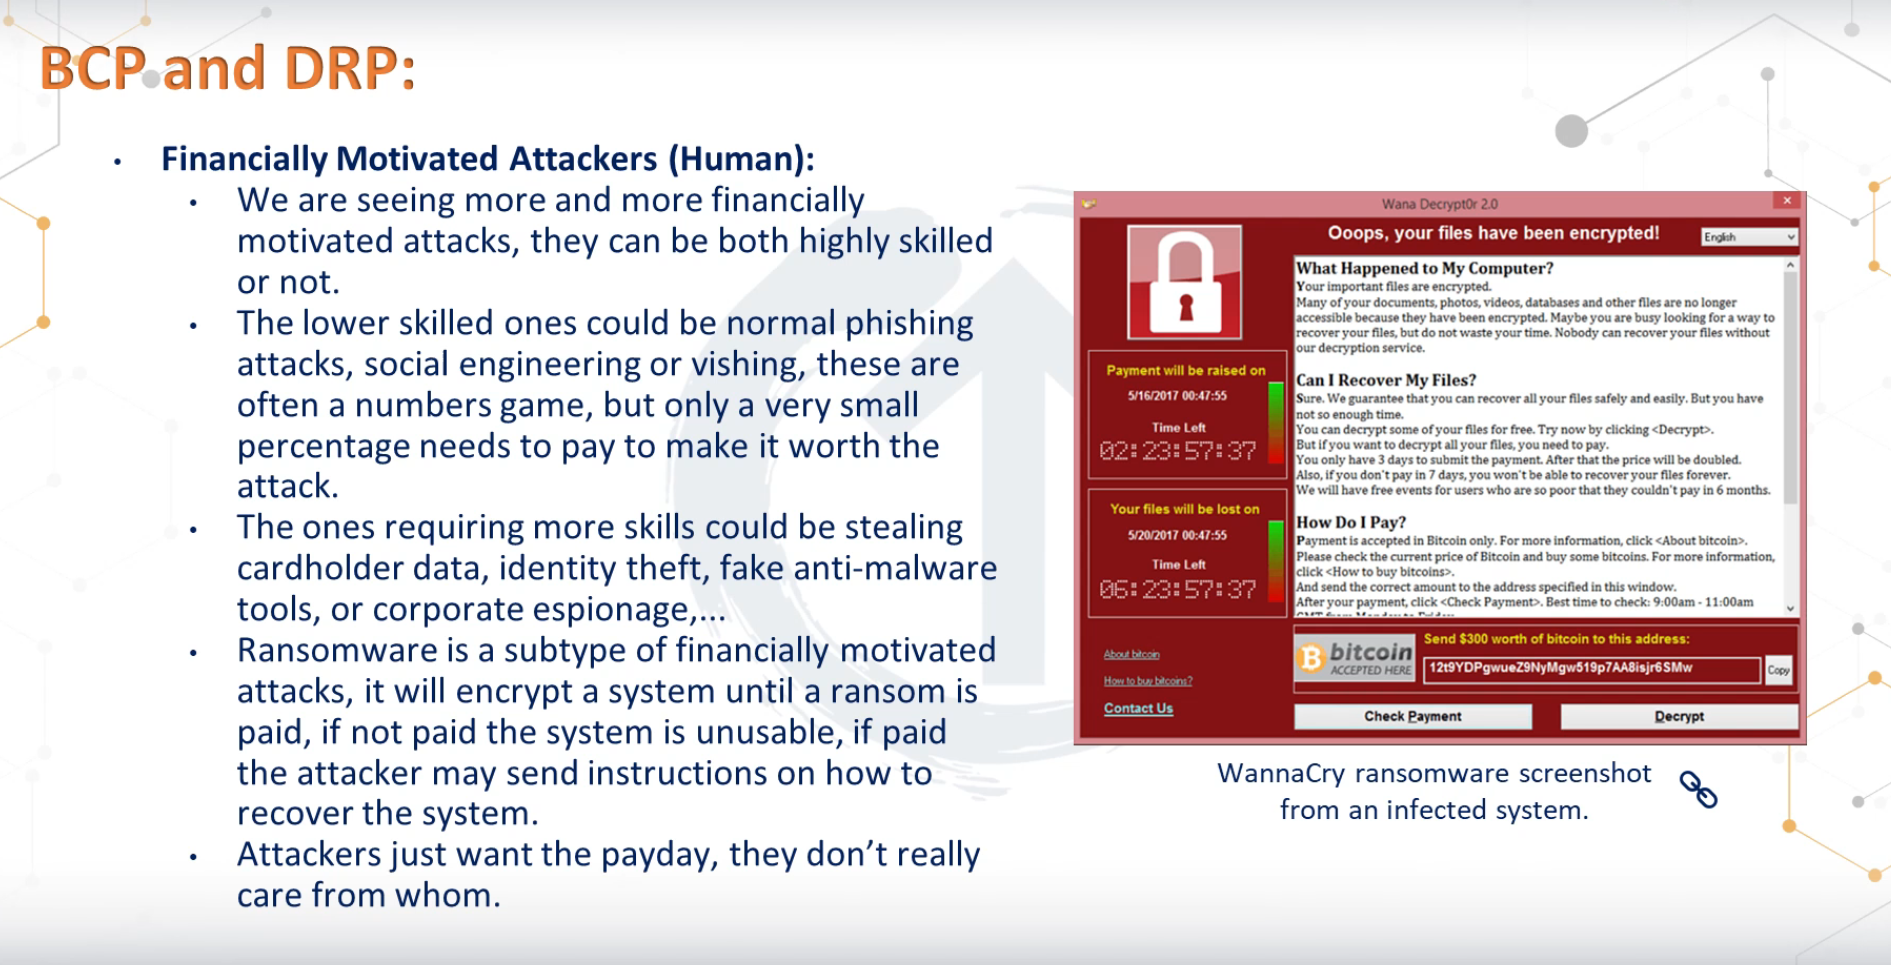 BCP and DRP:
• Financially Motivated Attackers (Human):
• We are seeing more and more financially
motivated attacks, they can be both highly skilled
or not.
• The lower skilled ones could be normal phishing
attacks, social engineering or vishing, these are
often a numbers game, but only a very small
percentage needs to pay to make it worth the
attack.
• The ones requiring more skills could be stealing
cardholder data, identity theft, fake anti-malware
tools, or corporate espionage,...
• Ransomware is a subtype of financially motivated
attacks, it will encrypt a system until a ransom is
paid, if not paid the system is unusable, if paid
the attacker may send instructions on how to
recover the system.
• Attackers just want the payday, they don't really
care from whom.
Wana Decrypt0r 2.0
Ooops, your files have been encrypted!
English
Payment will be raised on
5/16/2017 00:47:55
Time Left
02:23:57:37
Your files will be lost on
5/20/2017 00:47:55
Time Left
06:23:57:37
About bitcoin
How to buy bitcoins?
Contact Us
What Happened to My Computer?
Your important files are encrypted.
Many of your documents, photos, videos, databases and other files are no longer
accessible because they have been encrypted. Maybe you are busy looking for a way to
recover your files, but do not waste your time. Nobody can recover your files without
our decryption service.
Can I Recover My Files?
Sure. We guarantee that you can recover all your files safely and easily. But you have
not so enough time.
You can decrypt some of your files for free. Try now by clicking <Decrypt>.
But if you want to decrypt all your files, you need to pay.
You only have 3 days to submit the payment. After that the price will be doubled.
Also, if you don't pay in 7 days, you won't be able to recover your files forever.
We will have free events for users who are so poor that they couldn't pay in 6 months.
How Do I Pay?
Payment is accepted in Bitcoin only. For more information, click <About bitcoin>.
Please check the current price of Bitcoin and buy some bitcoins. For more information,
click <How to buy bitcoins>.
And send the correct amount to the address specified in this window.
After your payment, click <Check Payment>. Best time to check: 9:00am - 11:00am
bitcoin
ACCEPTED HERE
Send $300 worth of bitcoin to this address:
12t9YDPgwueZ9NyMgw519p7AA8isjr6SMw
Copy
Check Payment
Decrypt
WannaCry ransomware screenshot
from an infected system.